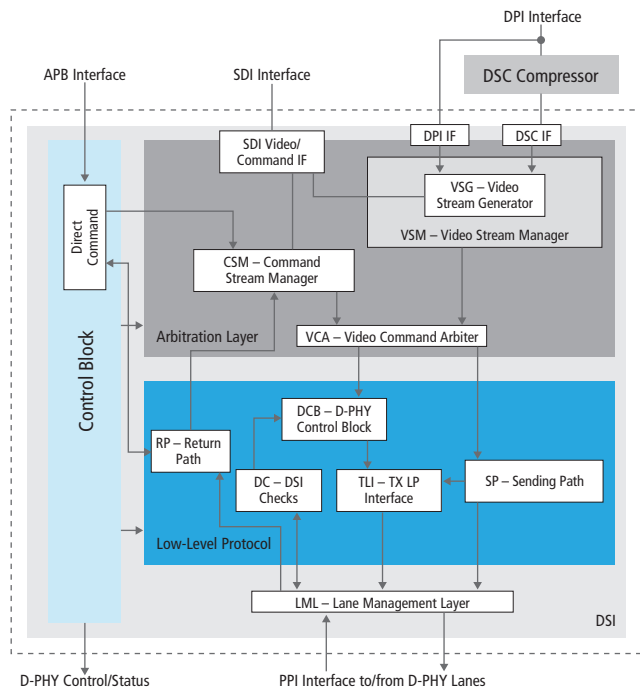 DPI Interface
APB Interface
SDI Interface
DSC Compressor
DPI IF
DSC IF
SDI Video/
Command IF
VSG – Video
Stream Generator
VSM – Video Stream Manager
Direct
Command
CSM – Command
Stream Manager
Arbitration Layer
VCA – Video Command Arbiter
Control Block
DCB – D-PHY
Control Block
RP – Return
Path
DC – DSI
Checks
TLI – TX LP
Interface
SP – Sending Path
Low-Level Protocol
LML – Lane Management Layer
DSI
D-PHY Control/Status
PPI Interface to/from D-PHY Lanes